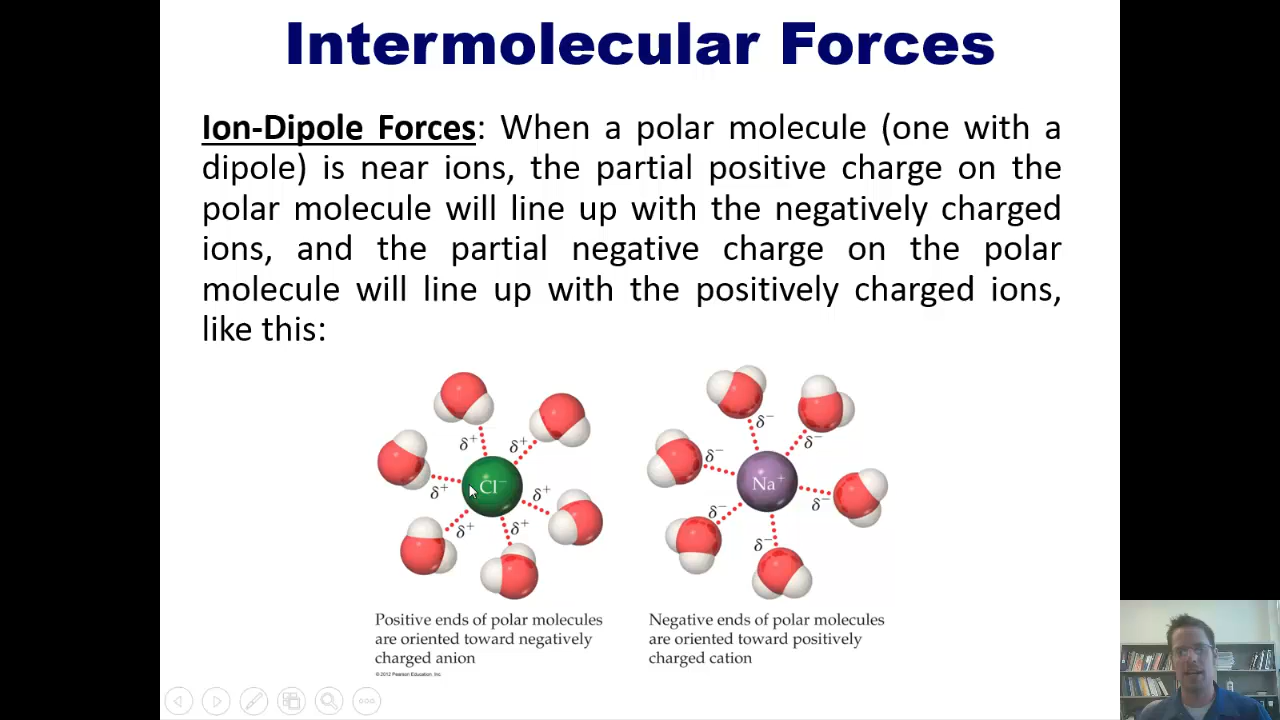 Intermolecular Forces
Ion-Dipole Forces: When a polar molecule (one with a
dipole) is near ions, the partial positive charge on the
polar molecule will line up with the negatively charged
ions, and the partial negative charge on the polar
molecule will line up with the positively charged ions,
like this:
δ+ δ+
δ+ Cl− δ+
δ+ δ+
δ− δ−
δ− Na+ δ−
δ− δ−
Positive ends of polar molecules
are oriented toward negatively
charged anion
© 2012 Pearson Education, Inc.
Negative ends of polar molecules
are oriented toward positively
charged cation